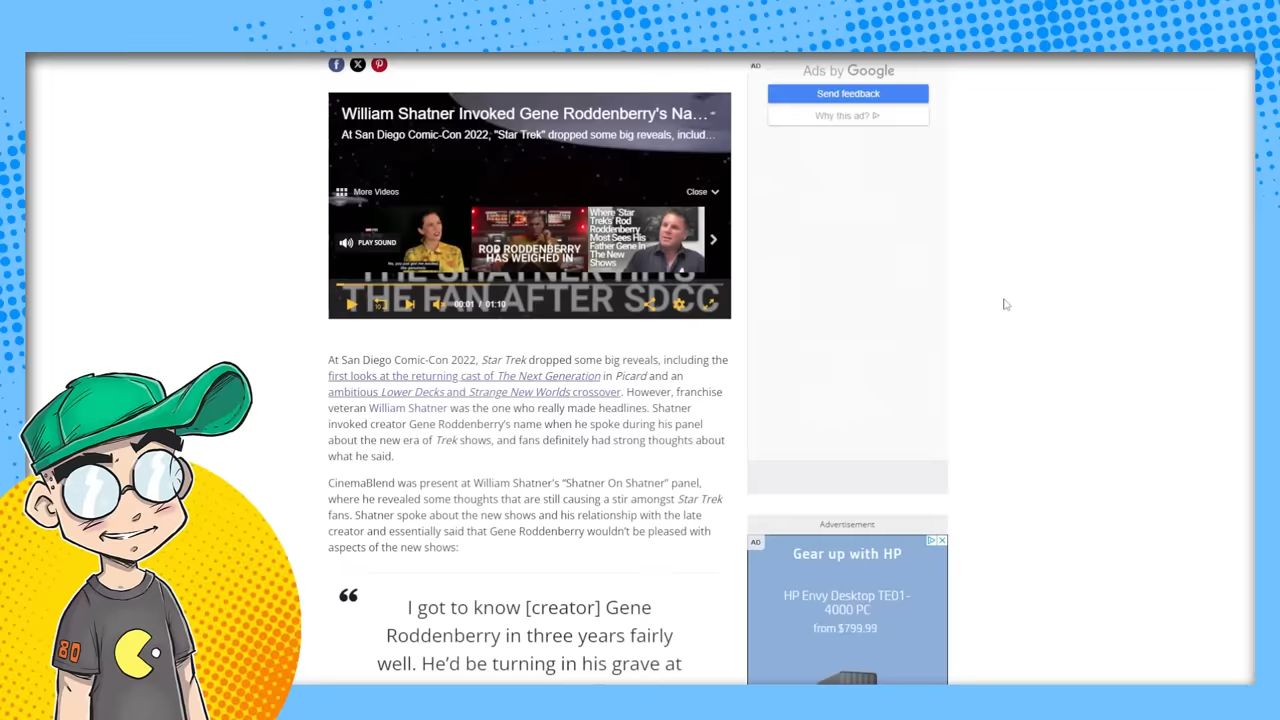 AD
Ads by Google
Send feedback
Why this ad?
William Shatner Invoked Gene Roddenberry's Na…
At San Diego Comic-Con 2022, "Star Trek" dropped some big reveals, includ…
More Videos
Close
PLAY SOUND
ROD RODDENBERRY
HAS WEIGHED IN
Where 'Star
Trek's' Rod
Roddenberry
Most Sees His
Father Gene In
The New
Shows
THE FAN AFTER SDCC
00:01 / 01:10
At San Diego Comic-Con 2022, Star Trek dropped some big reveals, including the
first looks at the returning cast of The Next Generation in Picard and an
ambitious Lower Decks and Strange New Worlds crossover. However, franchise
veteran William Shatner was the one who really made headlines. Shatner
invoked creator Gene Roddenberry's name when he spoke during his panel
about the new era of Trek shows, and fans definitely had strong thoughts about
what he said.
CinemaBlend was present at William Shatner's “Shatner On Shatner” panel,
where he revealed some thoughts that are still causing a stir amongst Star Trek
fans. Shatner spoke about the new shows and his relationship with the late
creator and essentially said that Gene Roddenberry wouldn't be pleased with
aspects of the new shows:
“
I got to know [creator] Gene
Roddenberry in three years fairly
well. He'd be turning in his grave at
Advertisement
AD
Gear up with HP
HP Envy Desktop TE01-
4000 PC
from $799.99
80